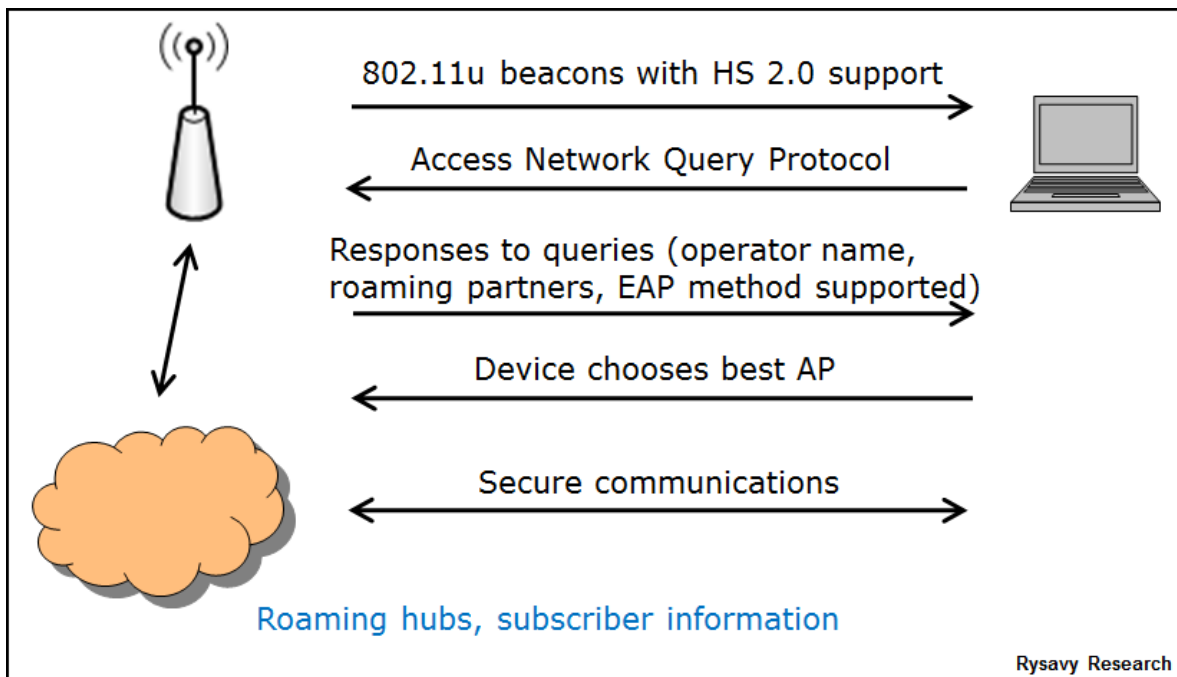 802.11u beacons with HS 2.0 support
Access Network Query Protocol
Responses to queries (operator name,
roaming partners, EAP method supported)
Device chooses best AP
Secure communications
Roaming hubs, subscriber information
Rysavy Research